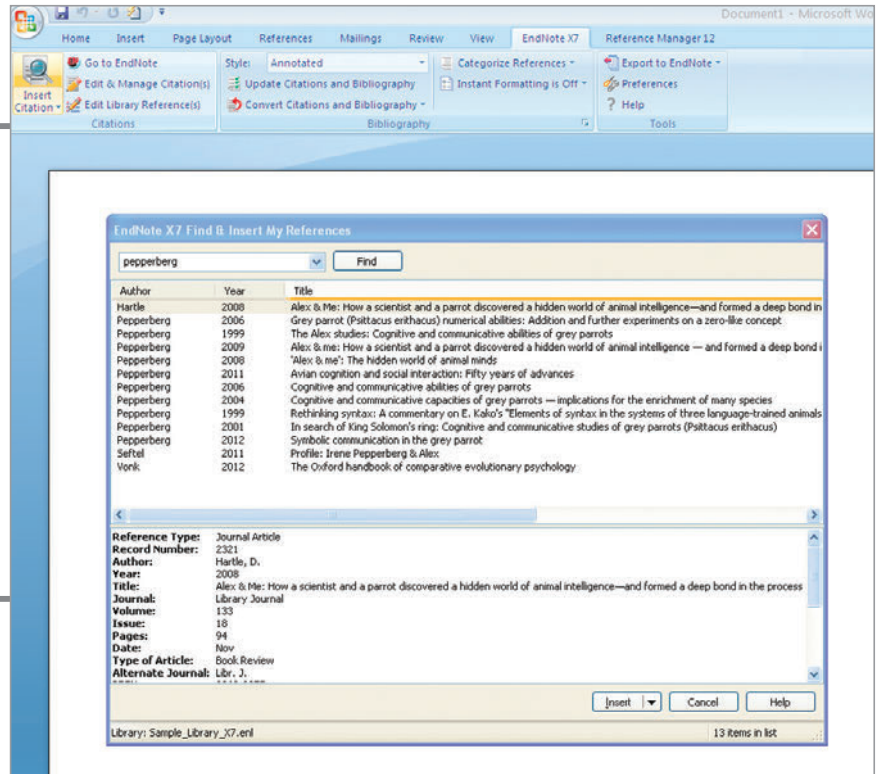 Document1 - Microsoft Wo
Home Insert Page Layout References Mailings Review View EndNote X7 Reference Manager 12
Insert Citation
Go to EndNote
Edit & Manage Citation(s)
Edit Library Reference(s)
Citations
Style: Annotated
Update Citations and Bibliography
Convert Citations and Bibliography
Categorize References
Instant Formatting is Off
Bibliography
Export to EndNote
Preferences
? Help
Tools
EndNote X7 Find & Insert My References
pepperberg Find
Author Year Title
Hartle 2008 Alex & Me: How a scientist and a parrot discovered a hidden world of animal intelligence—and formed a deep bond in
Pepperberg 2006 Grey parrot (Psittacus erithacus) numerical abilities: Addition and further experiments on a zero-like concept
Pepperberg 1999 The Alex studies: Cognitive and communicative abilities of grey parrots
Pepperberg 2009 Alex & me: How a scientist and a parrot discovered a hidden world of animal intelligence — and formed a deep bond i
Pepperberg 2008 'Alex & me': The hidden world of animal minds
Pepperberg 2011 Avian cognition and social interaction: Fifty years of advances
Pepperberg 2006 Cognitive and communicative abilities of grey parrots
Pepperberg 2004 Cognitive and communicative capacities of grey parrots — implications for the enrichment of many species
Pepperberg 1999 Rethinking syntax: A commentary on E. Kako's "Elements of syntax in the systems of three language-trained animals
Pepperberg 2001 In search of King Solomon's ring: Cognitive and communicative studies of grey parrots (Psittacus erithacus)
Pepperberg 2012 Symbolic communication in the grey parrot
Seftel 2011 Profile: Irene Pepperberg & Alex
Vonk 2012 The Oxford handbook of comparative evolutionary psychology
Reference Type: Journal Article
Record Number: 2321
Author: Hartle, D.
Year: 2008
Title: Alex & Me: How a scientist and a parrot discovered a hidden world of animal intelligence—and formed a deep bond in the process
Journal: Library Journal
Volume: 133
Issue: 18
Pages: 94
Date: Nov
Type of Article: Book Review
Alternate Journal: Libr. J.
Insert Cancel Help
Library: Sample_Library_X7.enl 13 items in list